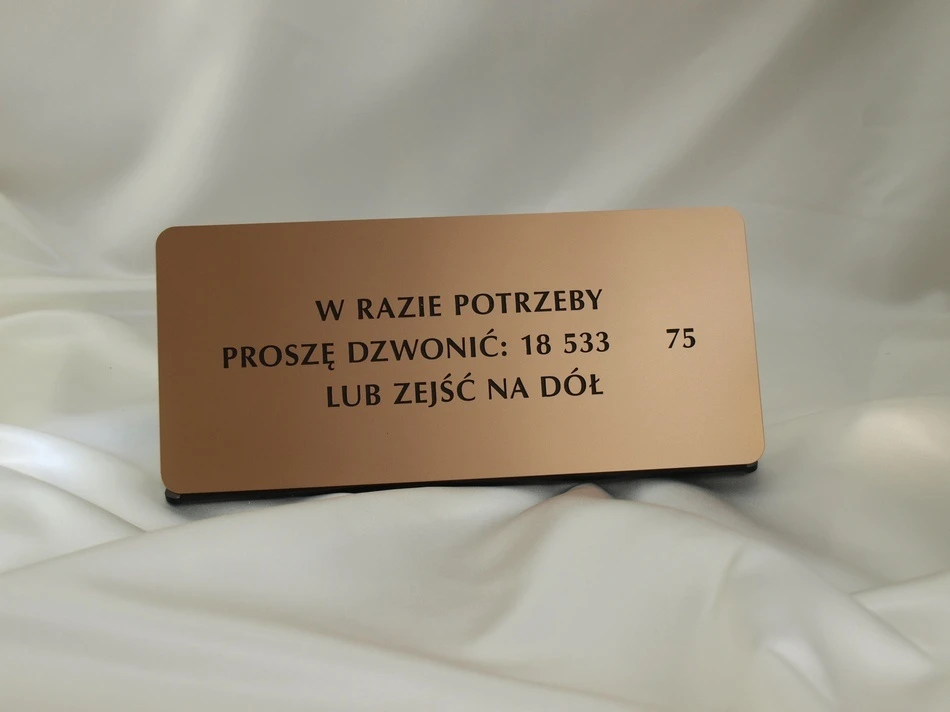 W RAZIE POTRZEBY
PROSZĘ DZWONIĆ: 18 533 75
LUB ZEJŚĆ NA DÓŁ